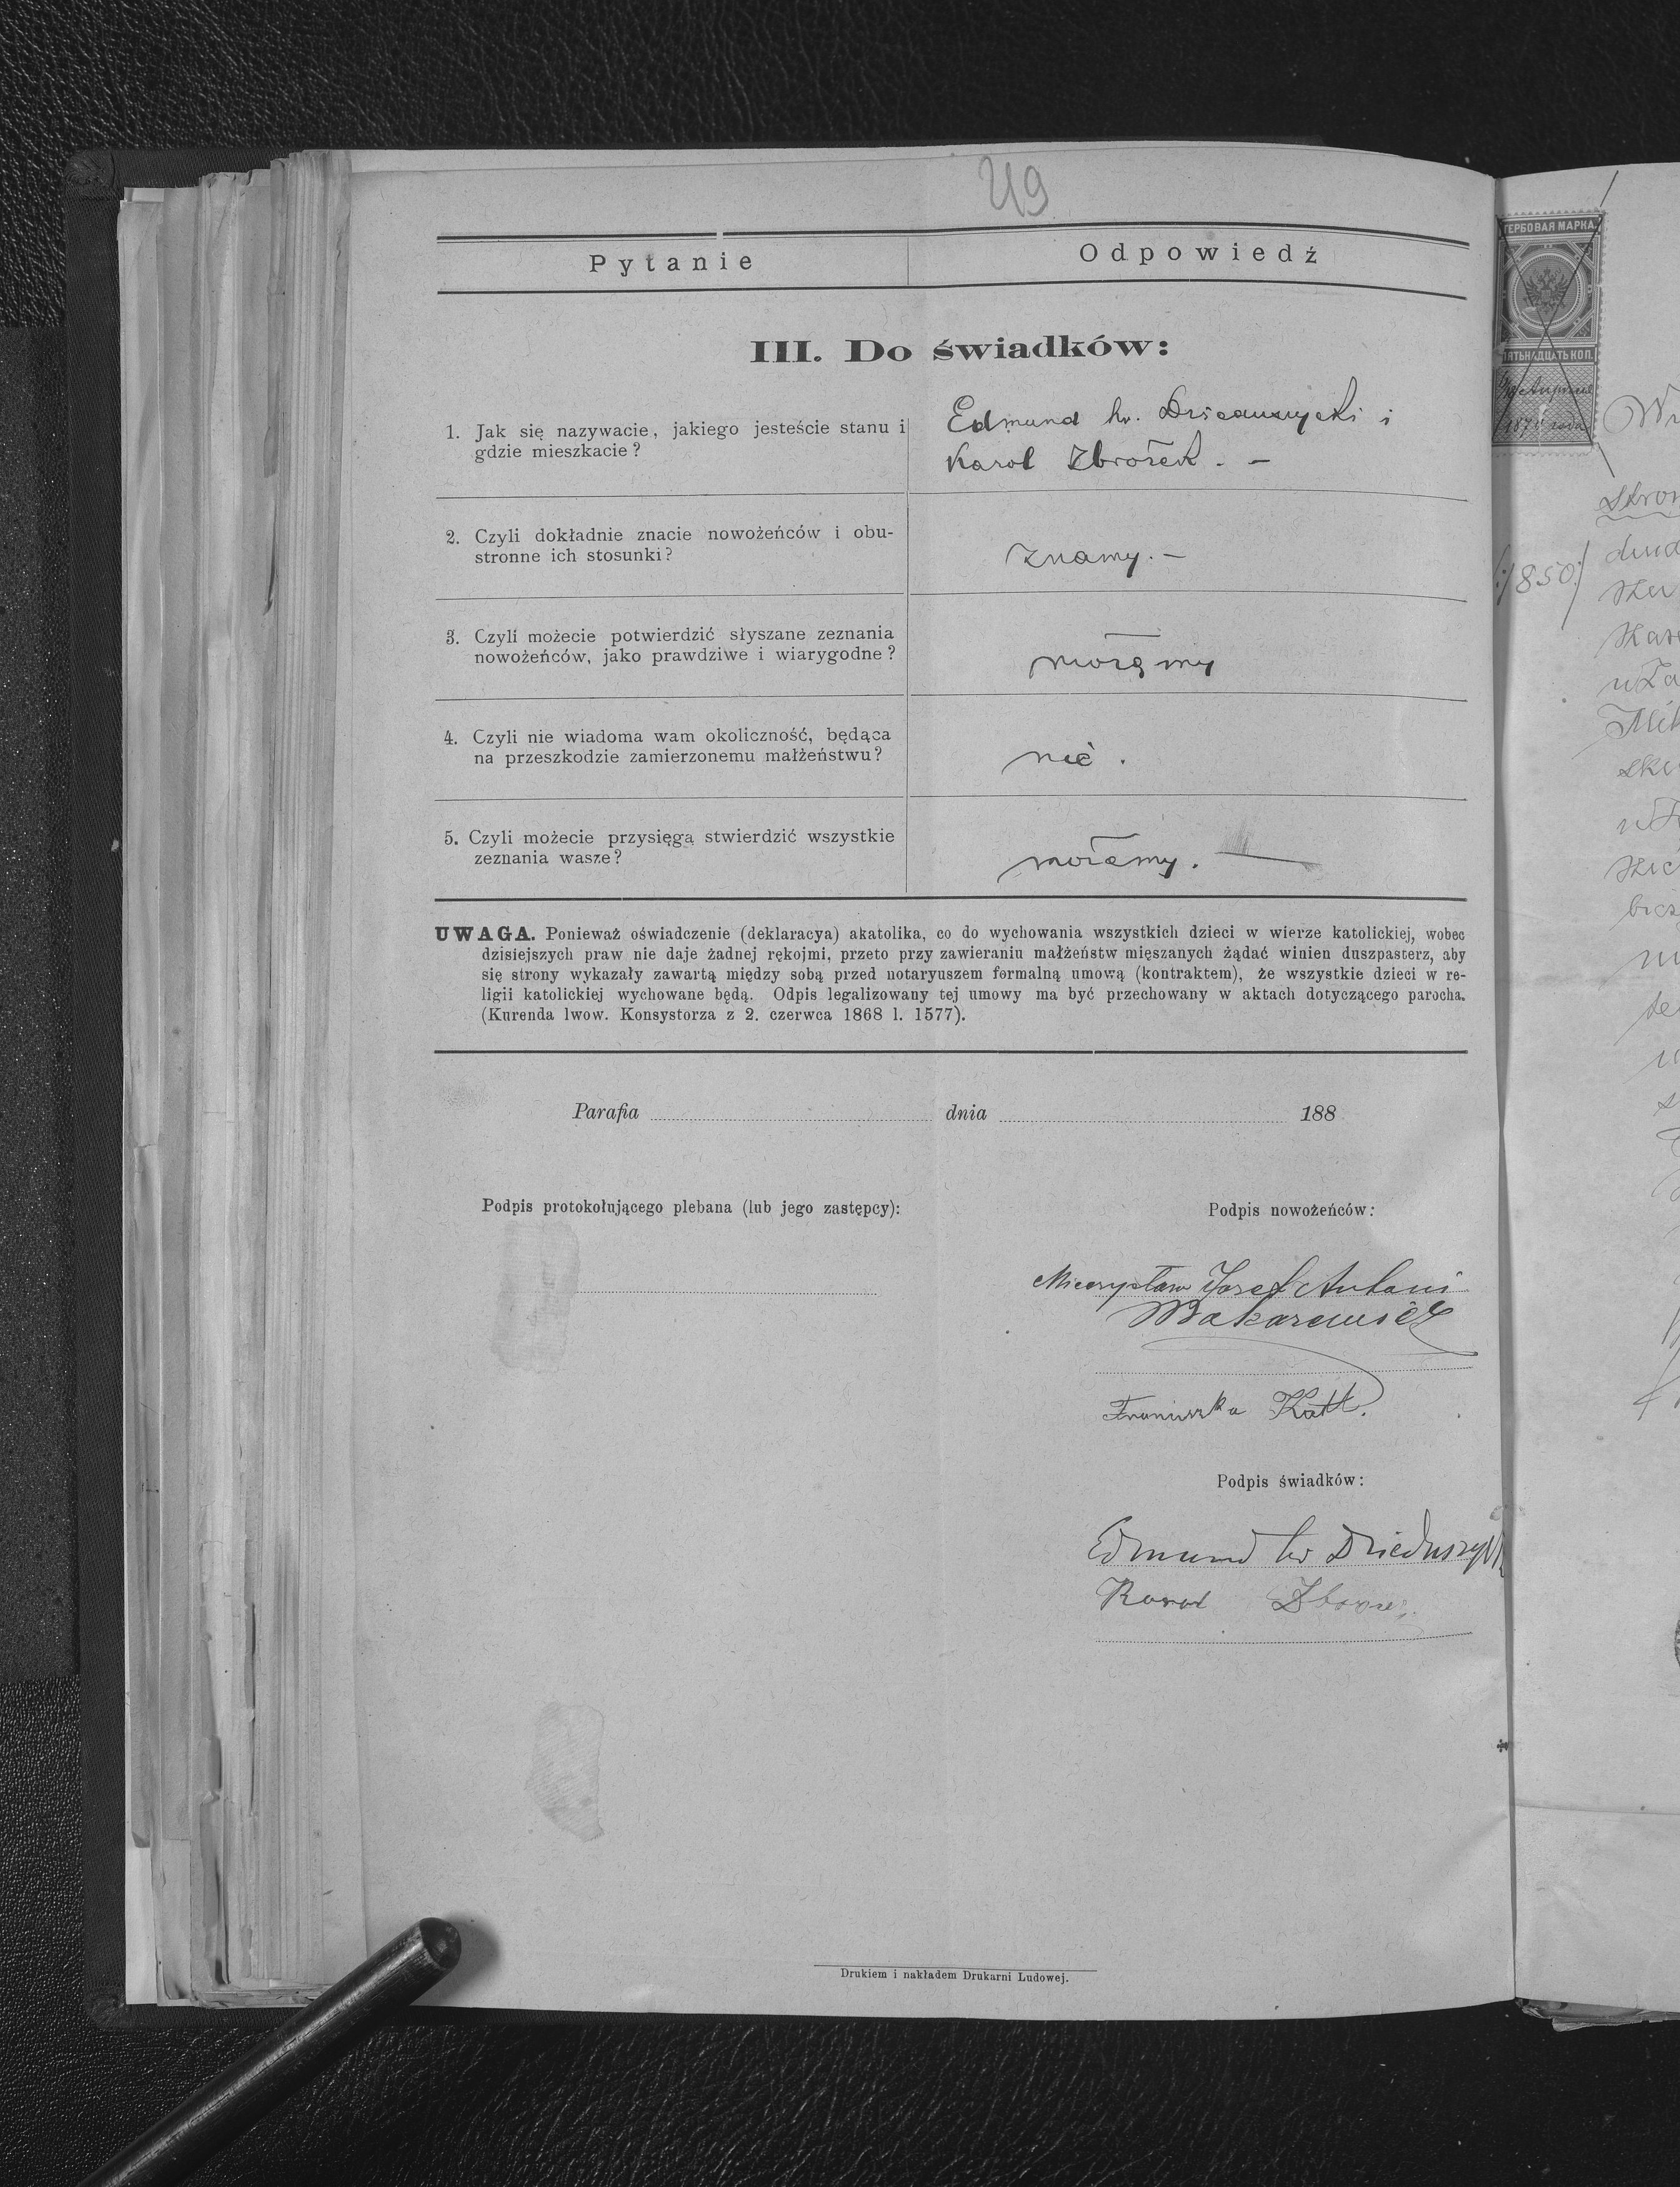 49
Pytanie Odpowiedź
III. Do świadków:
1. Jak się nazywacie, jakiego jesteście stanu i
gdzie mieszkacie?
Edmund hr. i
Karol Zbrożek. -
2. Czyli dokładnie znacie nowożeńców i obu-
stronne ich stosunki?
znamy. -
3. Czyli możecie potwierdzić słyszane zeznania
nowożeńców, jako prawdziwe i wiarygodne?
możemy
4. Czyli nie wiadoma wam okoliczność, będąca
na przeszkodzie zamierzonemu małżeństwu?
nie.
5. Czyli możecie przysięgą stwierdzić wszystkie
zeznania wasze?
możemy. —
UWAGA. Ponieważ oświadczenie (deklaracya) akatolika, co do wychowania wszystkich dzieci w wierze katolickiej, wobec
dzisiejszych praw nie daje żadnej rękojmi, przeto przy zawieraniu małżeństw mięszanych żądać winien duszpasterz, aby
się strony wykazały zawartą między sobą przed notaryuszem formalną umową (kontraktem), że wszystkie dzieci w re-
ligii katolickiej wychowane będą. Odpis legalizowany tej umowy ma być przechowany w aktach dotyczącego parocha.
(Kurenda lwow. Konsystorza z 2. czerwca 1868 l. 1577).
Parafia dnia 188
Podpis protokołującego plebana (lub jego zastępcy): Podpis nowożeńców:
Mieczysław Józef Antoni
Wakarewicz
Franciszka Katt.
Podpis świadków:
Edmund hr Dzieduszycki
Karol
Drukiem i nakładem Drukarni Ludowej.
ГЕРБОВАЯ МАРКА.
ПЯТЬНАДЦАТЬ КОП.
1850